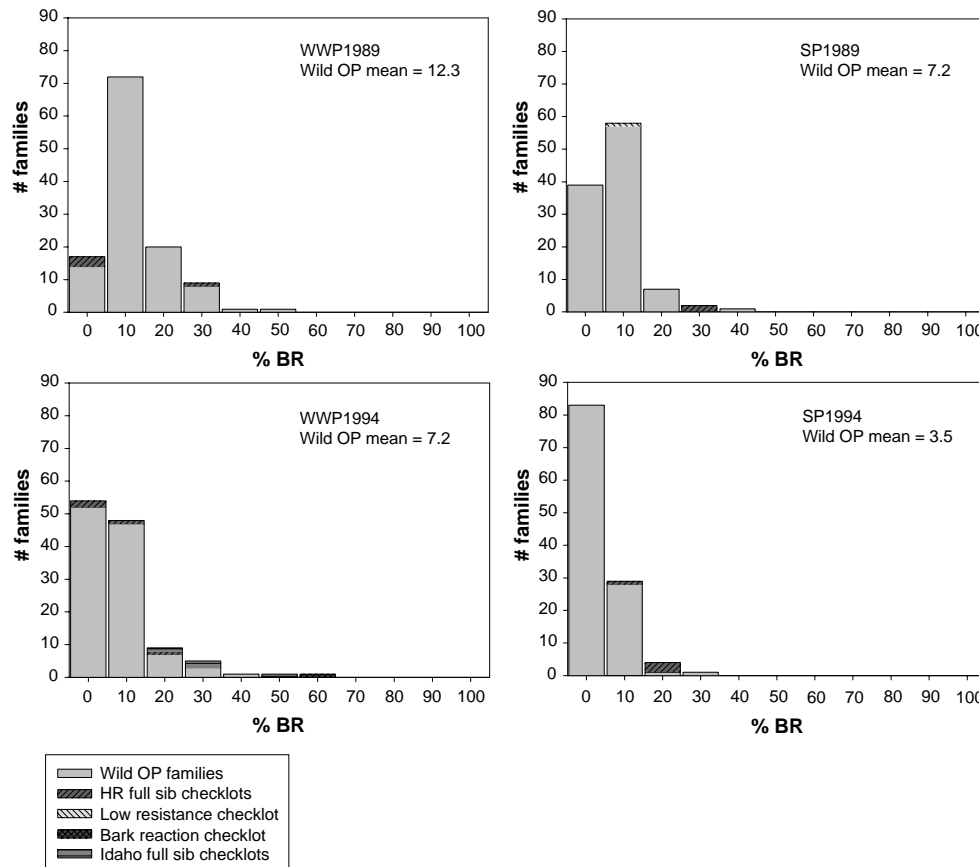 WWP1989
Wild OP mean = 12.3
# families
90
80
70
60
50
40
30
20
10
0
0 10 20 30 40 50 60 70 80 90 100
% BR
SP1989
Wild OP mean = 7.2
# families
90
80
70
60
50
40
30
20
10
0
0 10 20 30 40 50 60 70 80 90 100
% BR
WWP1994
Wild OP mean = 7.2
# families
90
80
70
60
50
40
30
20
10
0
0 10 20 30 40 50 60 70 80 90 100
% BR
SP1994
Wild OP mean = 3.5
# families
90
80
70
60
50
40
30
20
10
0
0 10 20 30 40 50 60 70 80 90 100
% BR
Wild OP families
HR full sib checklots
Low resistance checklot
Bark reaction checklot
Idaho full sib checklots